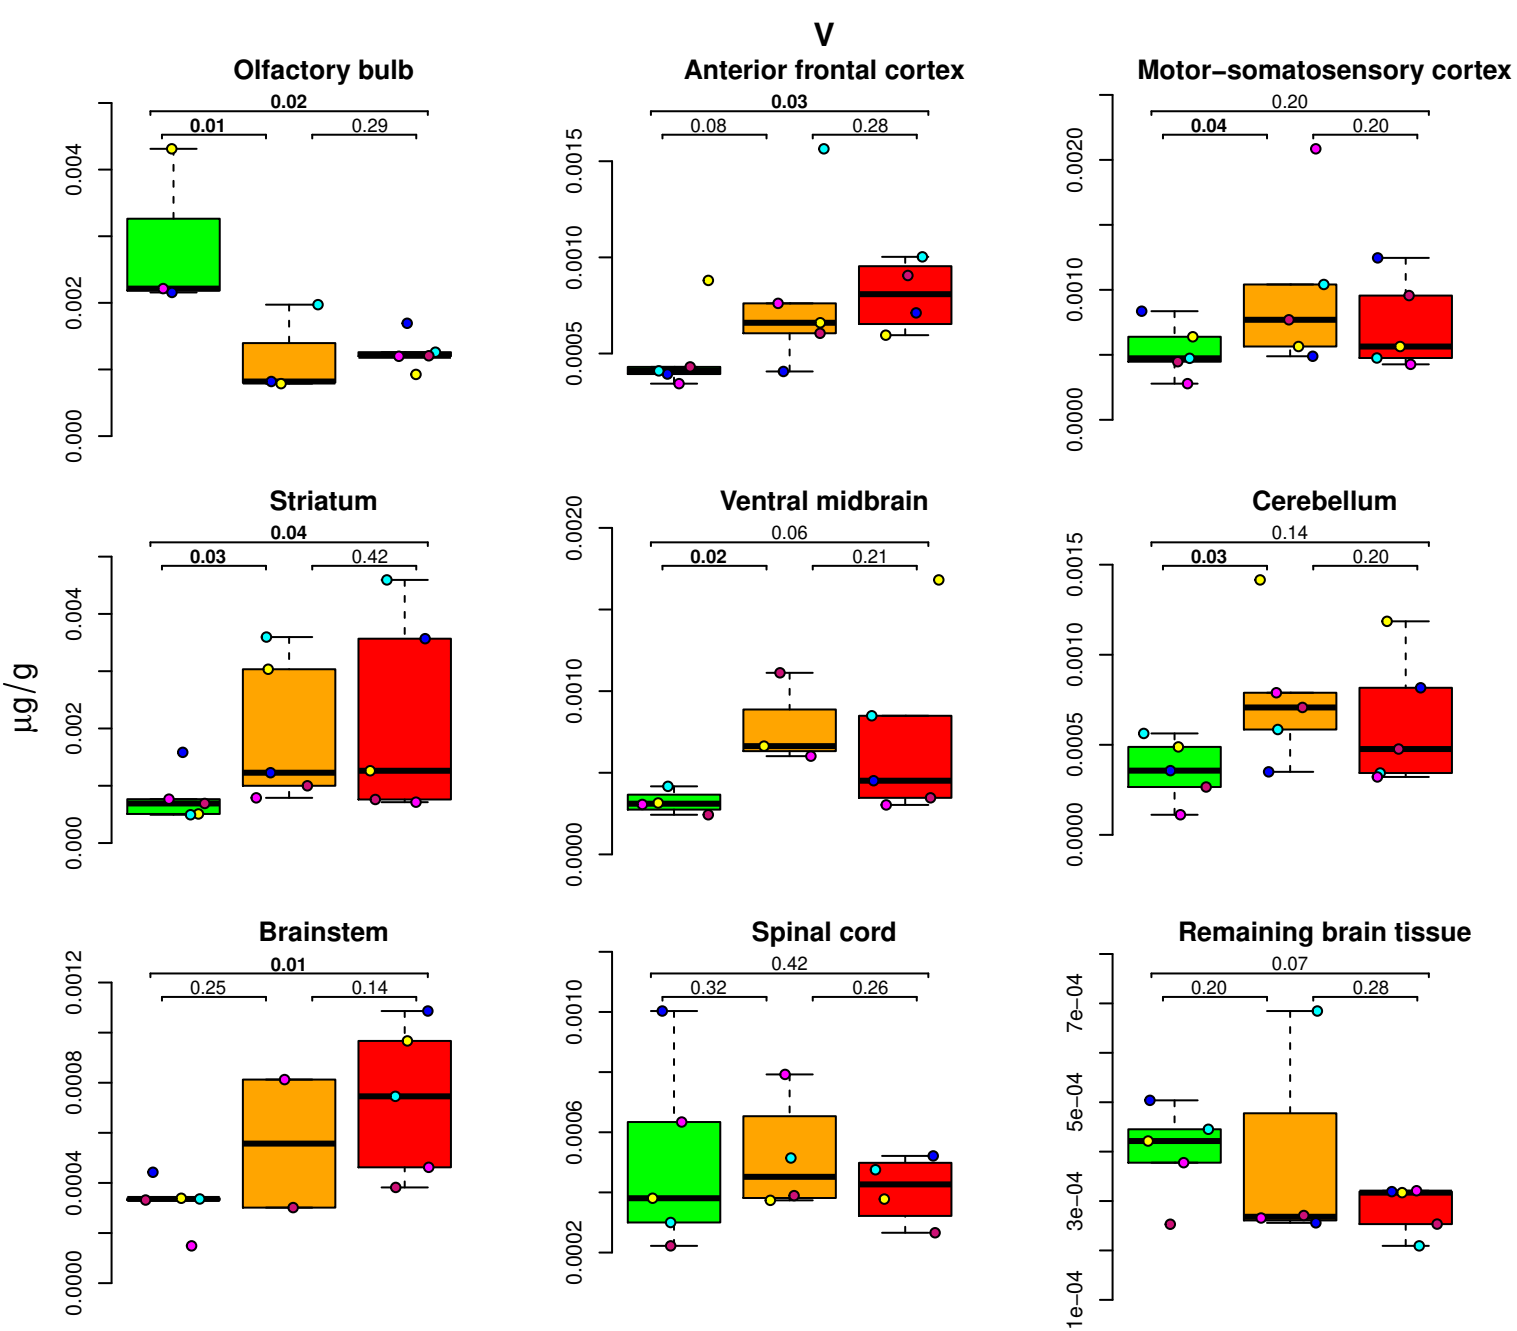 V
Olfactory bulb
0.02
0.01 0.29
0.004
0.002
0.000
Anterior frontal cortex
0.03
0.08 0.28
0.0015
0.0010
0.0005
Motor−somatosensory cortex
0.20
0.04 0.20
0.0020
0.0010
0.0000
µg/g
Striatum
0.04
0.03 0.42
0.004
0.002
0.000
Ventral midbrain
0.06
0.02 0.21
0.0020
0.0010
0.0000
Cerebellum
0.14
0.03 0.20
0.0015
0.0010
0.0005
0.0000
Brainstem
0.01
0.25 0.14
0.0012
0.0008
0.0004
0.0000
Spinal cord
0.42
0.32 0.26
0.0010
0.0006
0.0002
Remaining brain tissue
0.07
0.20 0.28
7e−04
5e−04
3e−04
1e−04